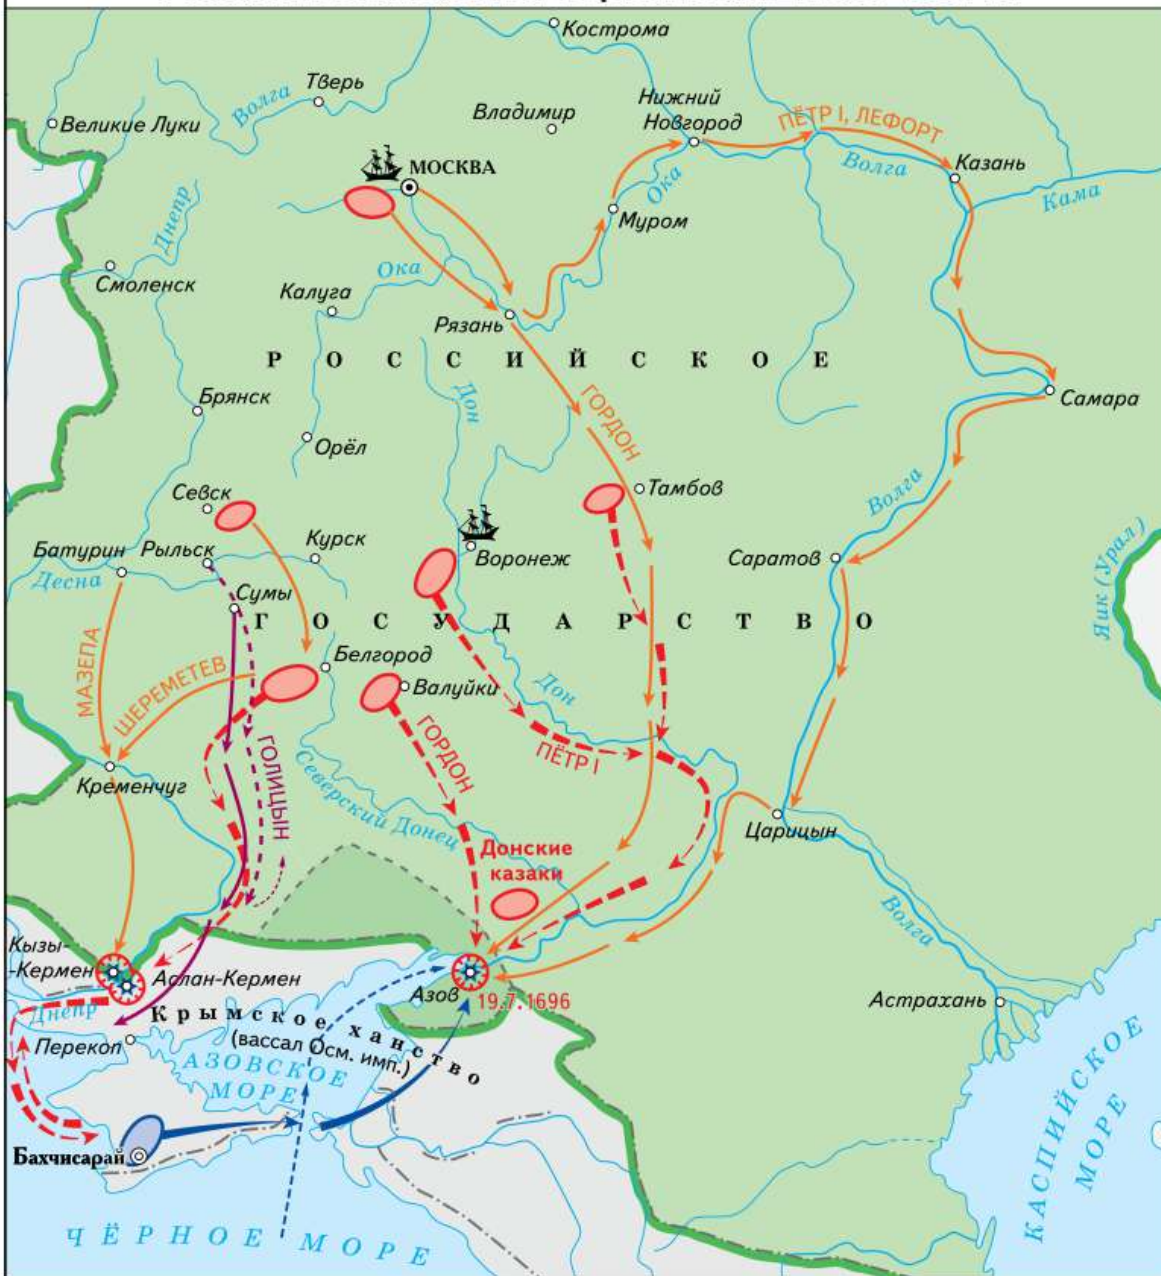 Кострома
Тверь
Волга
Великие Луки
Владимир
Нижний
Новгород
ПЁТР I, ЛЕФОРТ
Волга
Казань
Кама
МОСКВА
Ока
Муром
Днепр
Смоленск
Ока
Калуга
Рязань
РОССИЙСКОЕ
Самара
Брянск
Дон
ГОРДОН
Орёл
Волга
Севск
Тамбов
Батурин
Рыльск
Курск
Воронеж
Саратов
Десна
Сумы
Яик (Урал)
ГОСУДАРСТВО
МАЗЕПА
ШЕРЕМЕТЕВ
Белгород
Валуйки
Дон
ГОЛИЦЫН
ГОРДОН
ПЁТР I
Кременчуг
Северский Донец
Царицын
Донские
казаки
Волга
Кызы-
-Кермен
Аслан-Кермен
Азов
19.7.1696
Астрахань
Днепр
Крымское ханство
(вассал Осм. имп.)
Перекоп
АЗОВСКОЕ
МОРЕ
Бахчисарай
КАСПИЙСКОЕ
МОРЕ
ЧЁРНОЕ МОРЕ